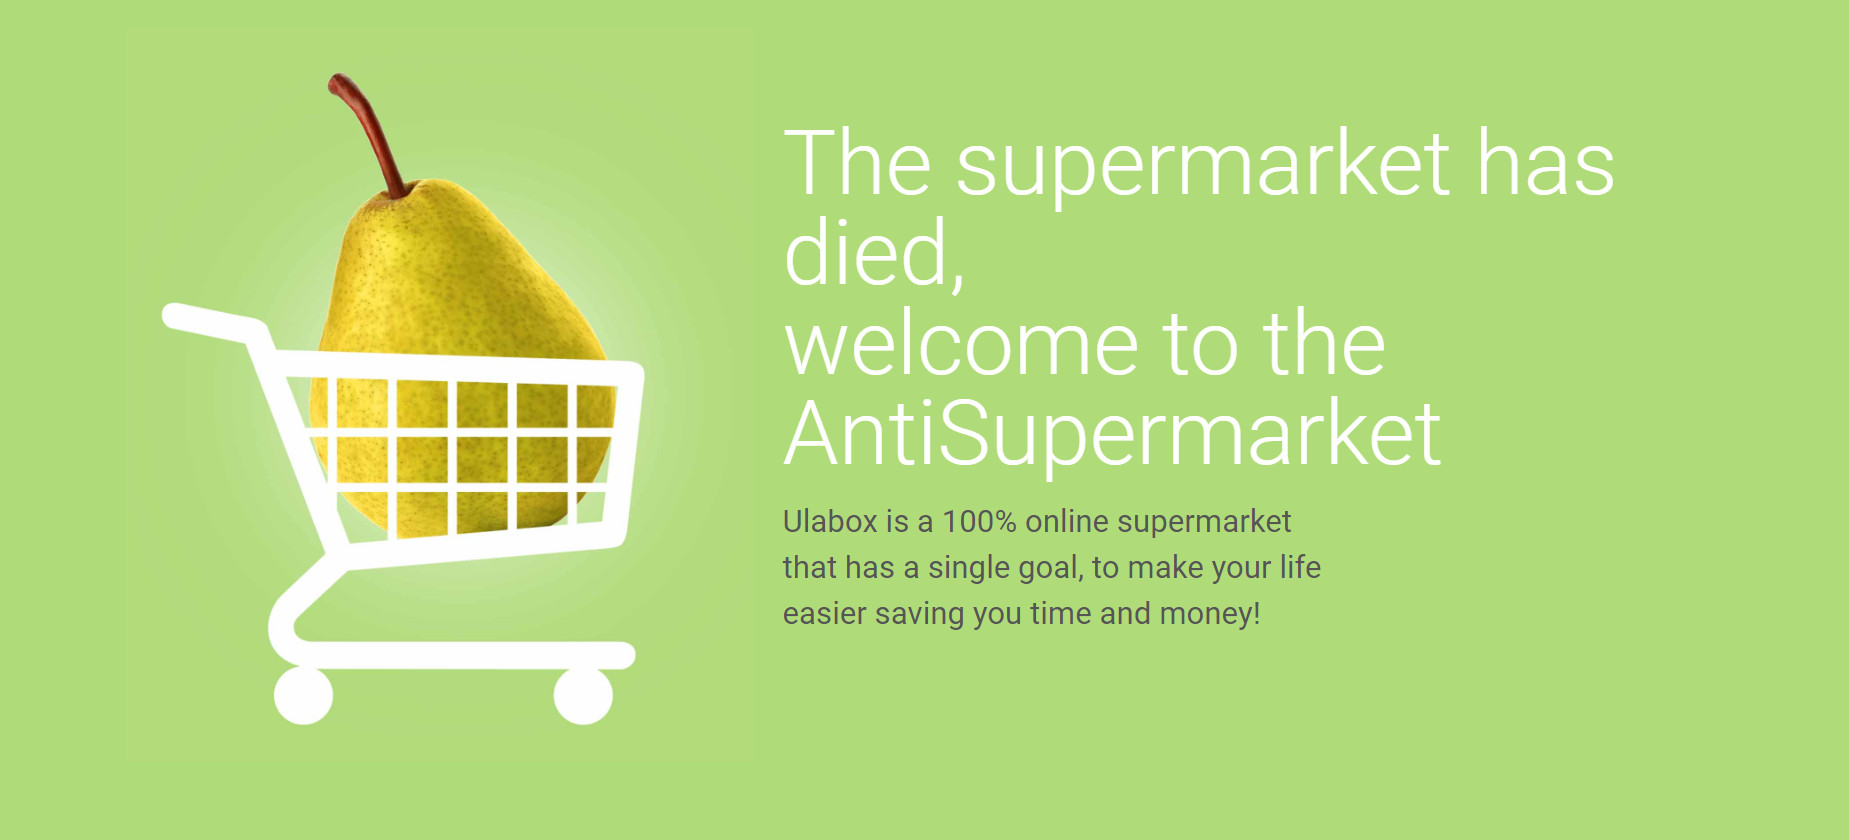 The supermarket has
died,
welcome to the
AntiSupermarket
Ulabox is a 100% online supermarket
that has a single goal, to make your life
easier saving you time and money!